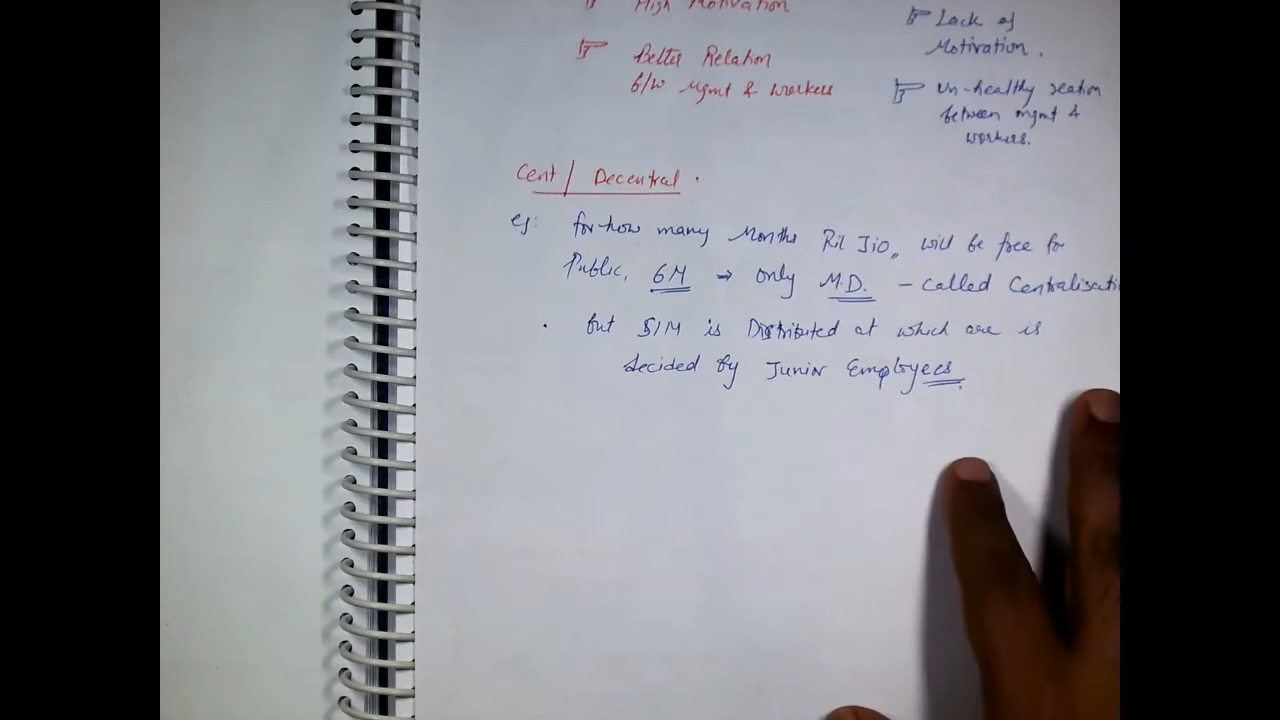 High Motivation
Better Relation
b/w Mgmt & workers
Lack of
Motivation.
Un-healthy reation
between mgmt &
workers.
Cent / Decentral.
eg: for how many Months Ril Jio, will be free for
Public, 6M → only M.D. - called Centralisati
but SIM is Distributed at which are is
decided by Junior Employees.